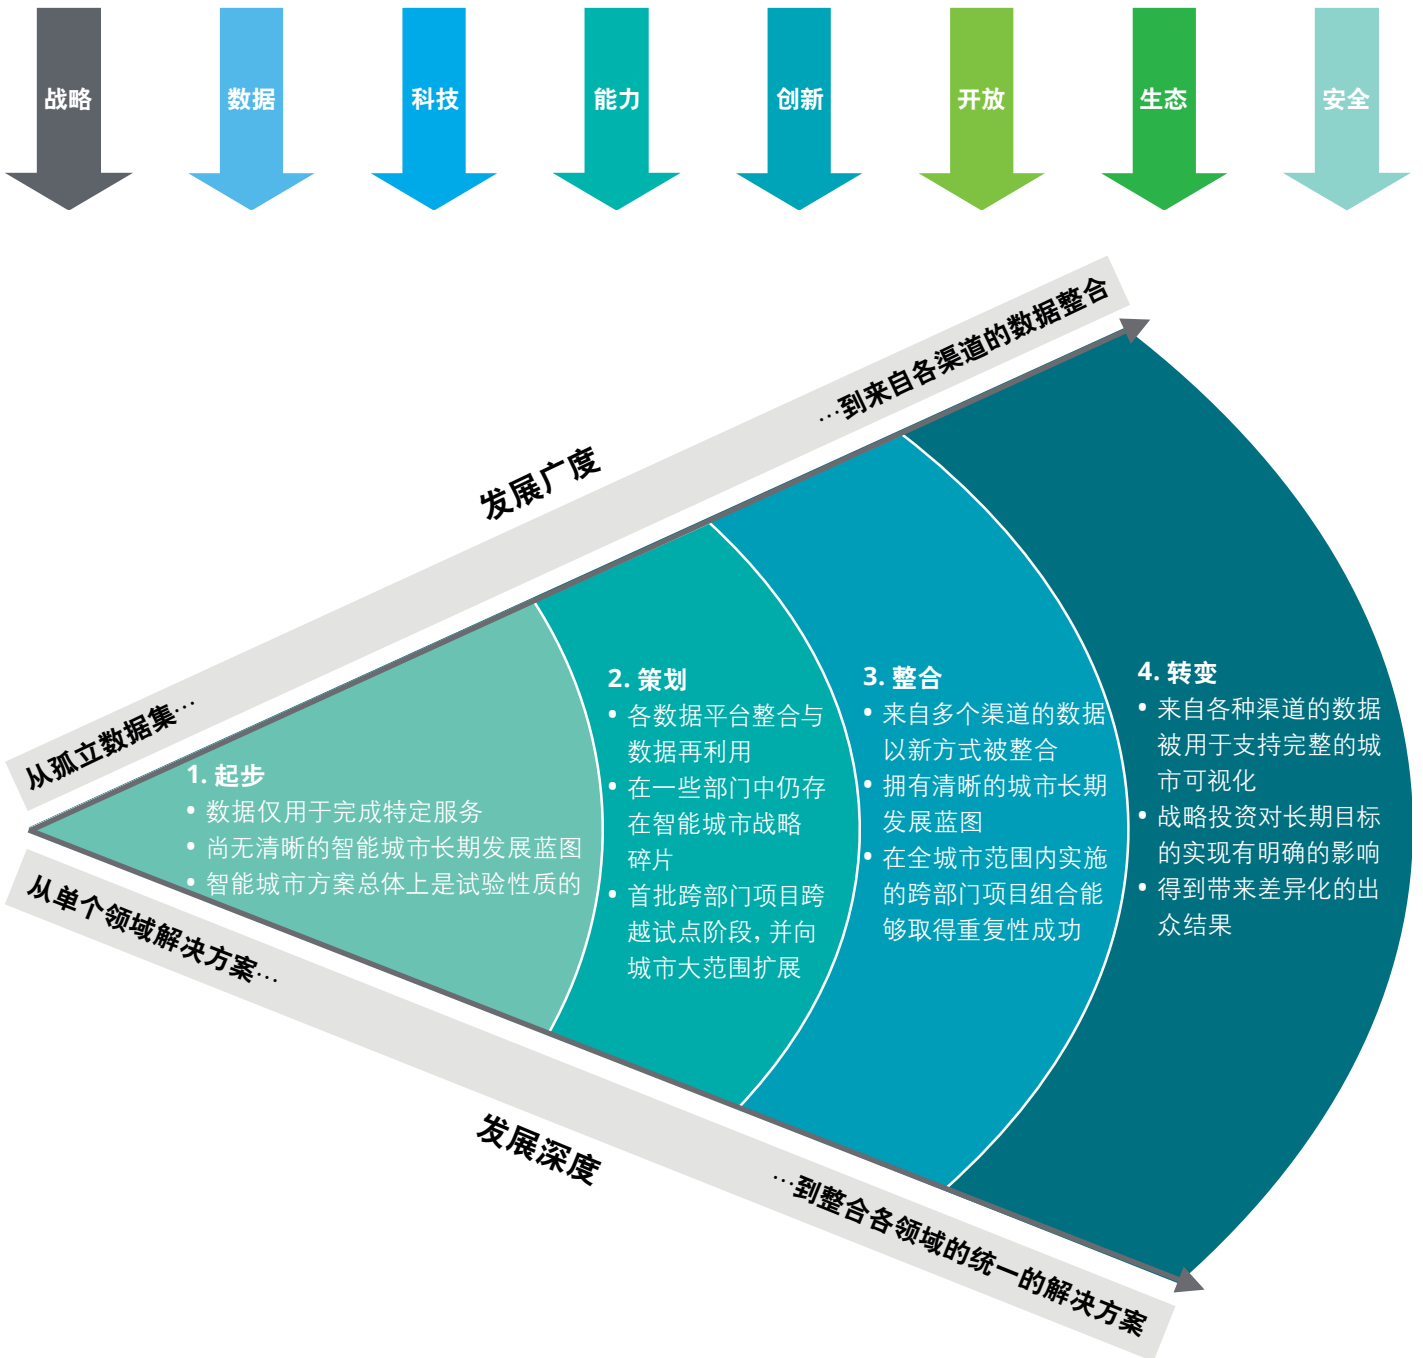 战略
数据
科技
能力
创新
开放
生态
安全
发展广度
从孤立数据集…
…到来自各渠道的数据整合
1. 起步
• 数据仅用于完成特定服务
• 尚无清晰的智能城市长期发展蓝图
• 智能城市方案总体上是试验性质的
2. 策划
• 各数据平台整合与
数据再利用
• 在一些部门中仍存
在智能城市战略
碎片
• 首批跨部门项目跨
越试点阶段，并向
城市大范围扩展
3. 整合
• 来自多个渠道的数据
以新方式被整合
• 拥有清晰的城市长期
发展蓝图
• 在全城市范围内实施
的跨部门项目组合能
够取得重复性成功
4. 转变
• 来自各种渠道的数据
被用于支持完整的城
市可视化
• 战略投资对长期目标
的实现有明确的影响
• 得到带来差异化的出
众结果
从单个领域解决方案…
发展深度
…到整合各领域的统一的解决方案